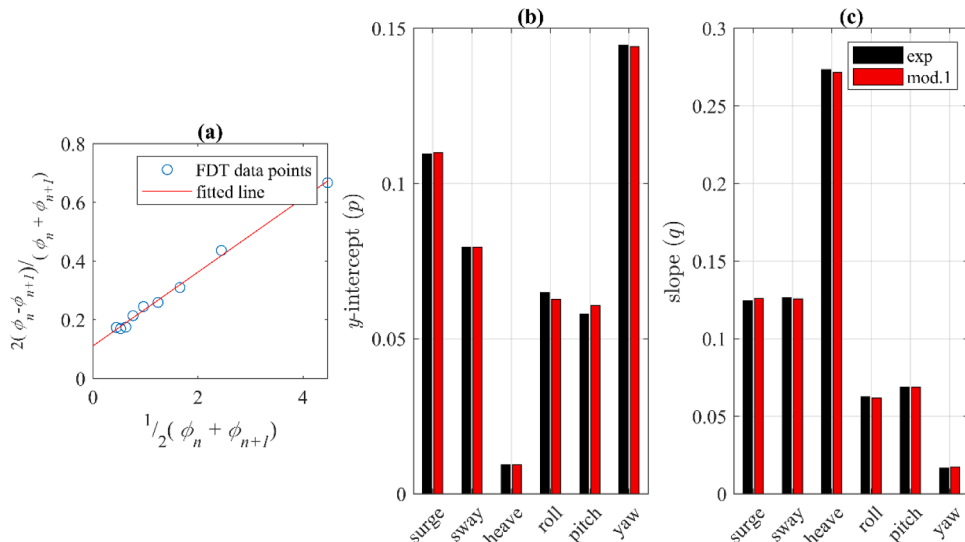 (a)
FDT data points
fitted line
0.8
0.6
0.4
0.2
0
0
2
4
2(ϕn-ϕn+1)/(ϕn + ϕn+1)
1/2(ϕn + ϕn+1)
(b)
0.15
0.1
0.05
0
y-intercept (p)
surge
sway
heave
roll
pitch
yaw
(c)
exp
mod.1
0.3
0.25
0.2
0.15
0.1
0.05
0
slope (q)
surge
sway
heave
roll
pitch
yaw